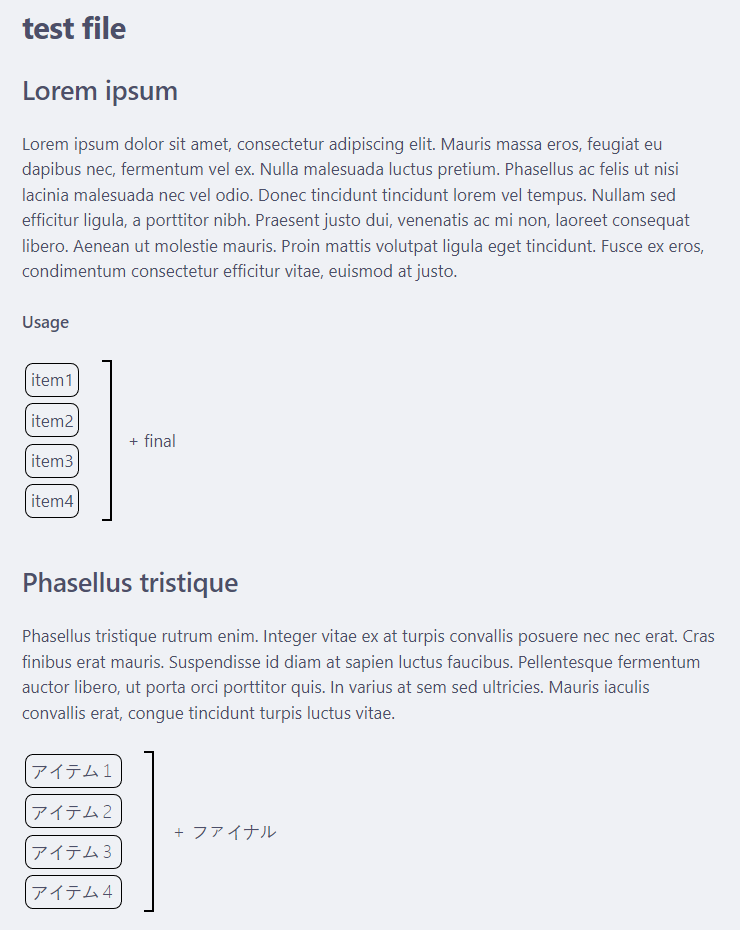 test file
Lorem ipsum
Lorem ipsum dolor sit amet, consectetur adipiscing elit. Mauris massa eros, feugiat eu
dapibus nec, fermentum vel ex. Nulla malesuada luctus pretium. Phasellus ac felis ut nisi
lacinia malesuada nec vel odio. Donec tincidunt tincidunt lorem vel tempus. Nullam sed
efficitur ligula, a porttitor nibh. Praesent justo dui, venenatis ac mi non, laoreet consequat
libero. Aenean ut molestie mauris. Proin mattis volutpat ligula eget tincidunt. Fusce ex eros,
condimentum consectetur efficitur vitae, euismod at justo.
Usage
item1
item2
item3
item4
+ final
Phasellus tristique
Phasellus tristique rutrum enim. Integer vitae ex at turpis convallis posuere nec nec erat. Cras
finibus erat mauris. Suspendisse id diam at sapien luctus faucibus. Pellentesque fermentum
auctor libero, ut porta orci porttitor quis. In varius at sem sed ultricies. Mauris iaculis
convallis erat, congue tincidunt turpis luctus vitae.
アイテム１
アイテム２
アイテム３
アイテム４
+ ファイナル